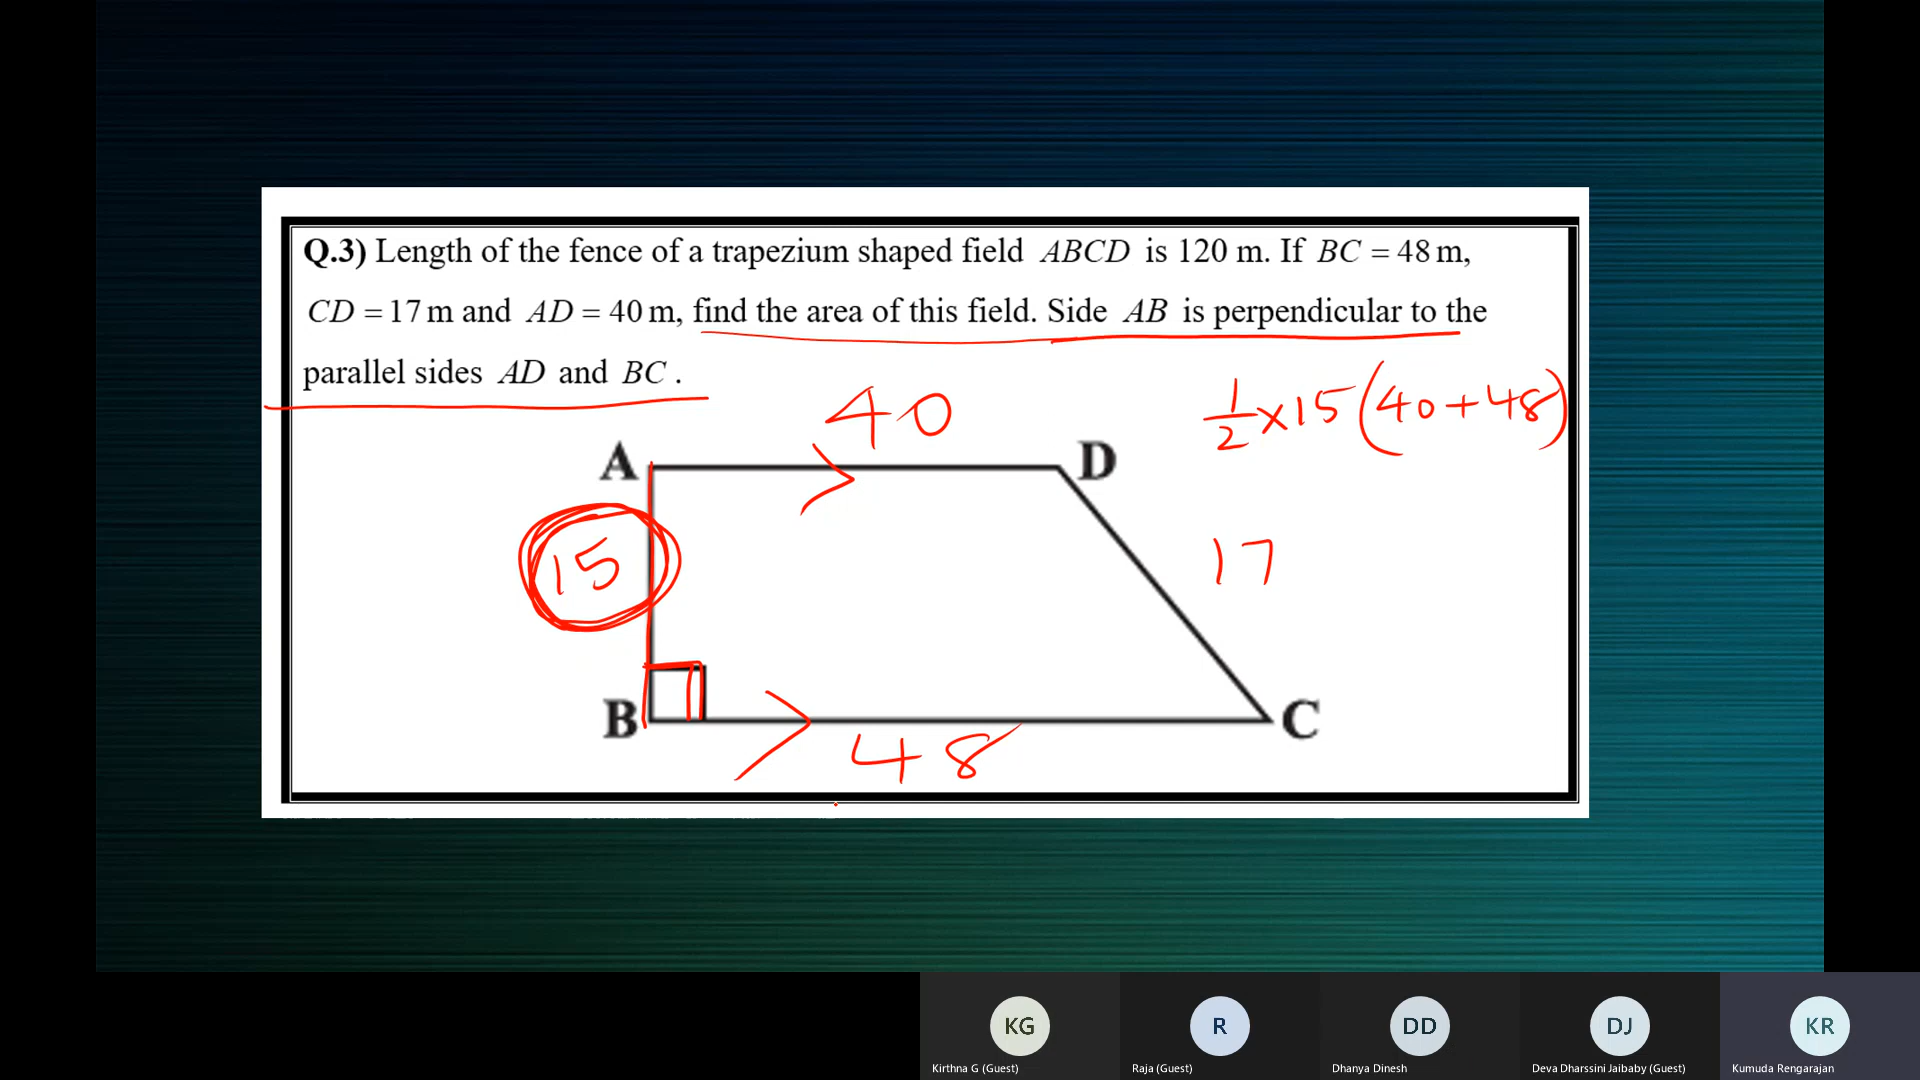 Q.3) Length of the fence of a trapezium shaped field ABCD is 120 m. If BC = 48 m,
CD = 17 m and AD = 40 m, find the area of this field. Side AB is perpendicular to the
parallel sides AD and BC .
40
1/2 × 15 (40 + 48)
A
D
15
17
B
C
48
KG
R
DD
DJ
KR
Kirthna G (Guest)
Raja (Guest)
Dhanya Dinesh
Deva Dharssini Jaibaby (Guest)
Kumuda Rengarajan